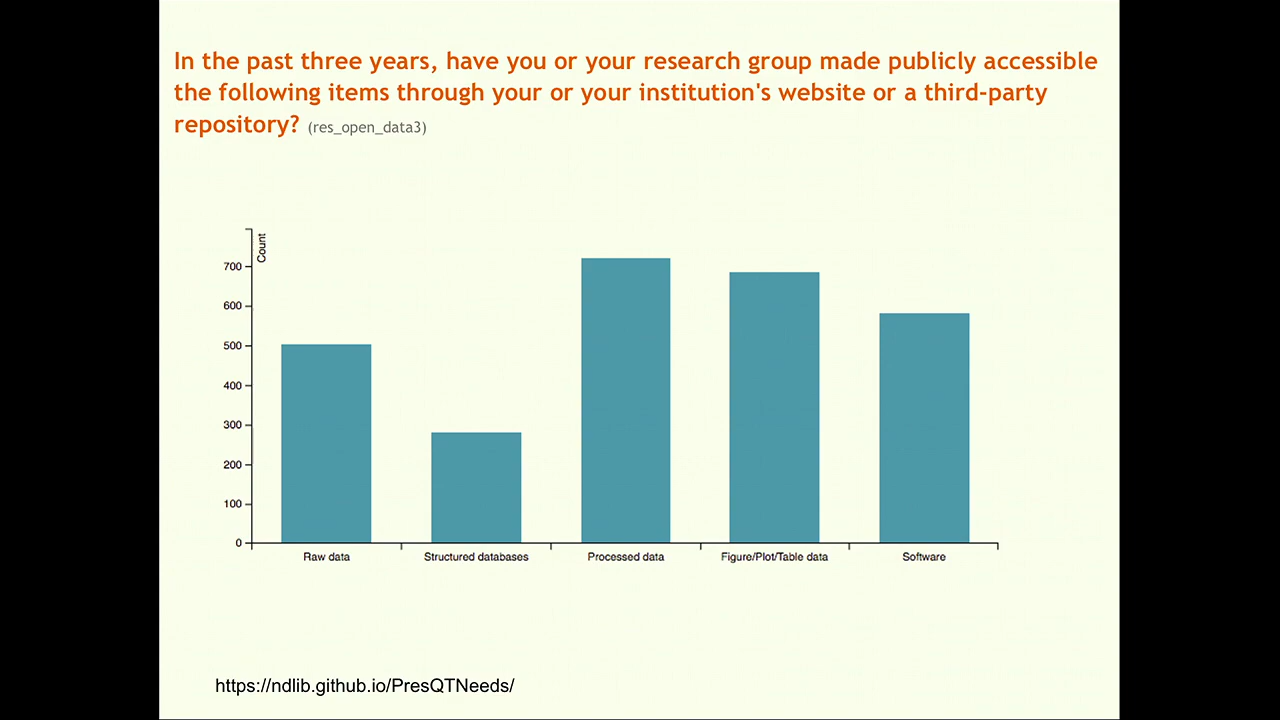 In the past three years, have you or your research group made publicly accessible
the following items through your or your institution's website or a third-party
repository? (res_open_data3)
Count
700
600
500
400
300
200
100
0
Raw data
Structured databases
Processed data
Figure/Plot/Table data
Software
https://ndlib.github.io/PresQTNeeds/